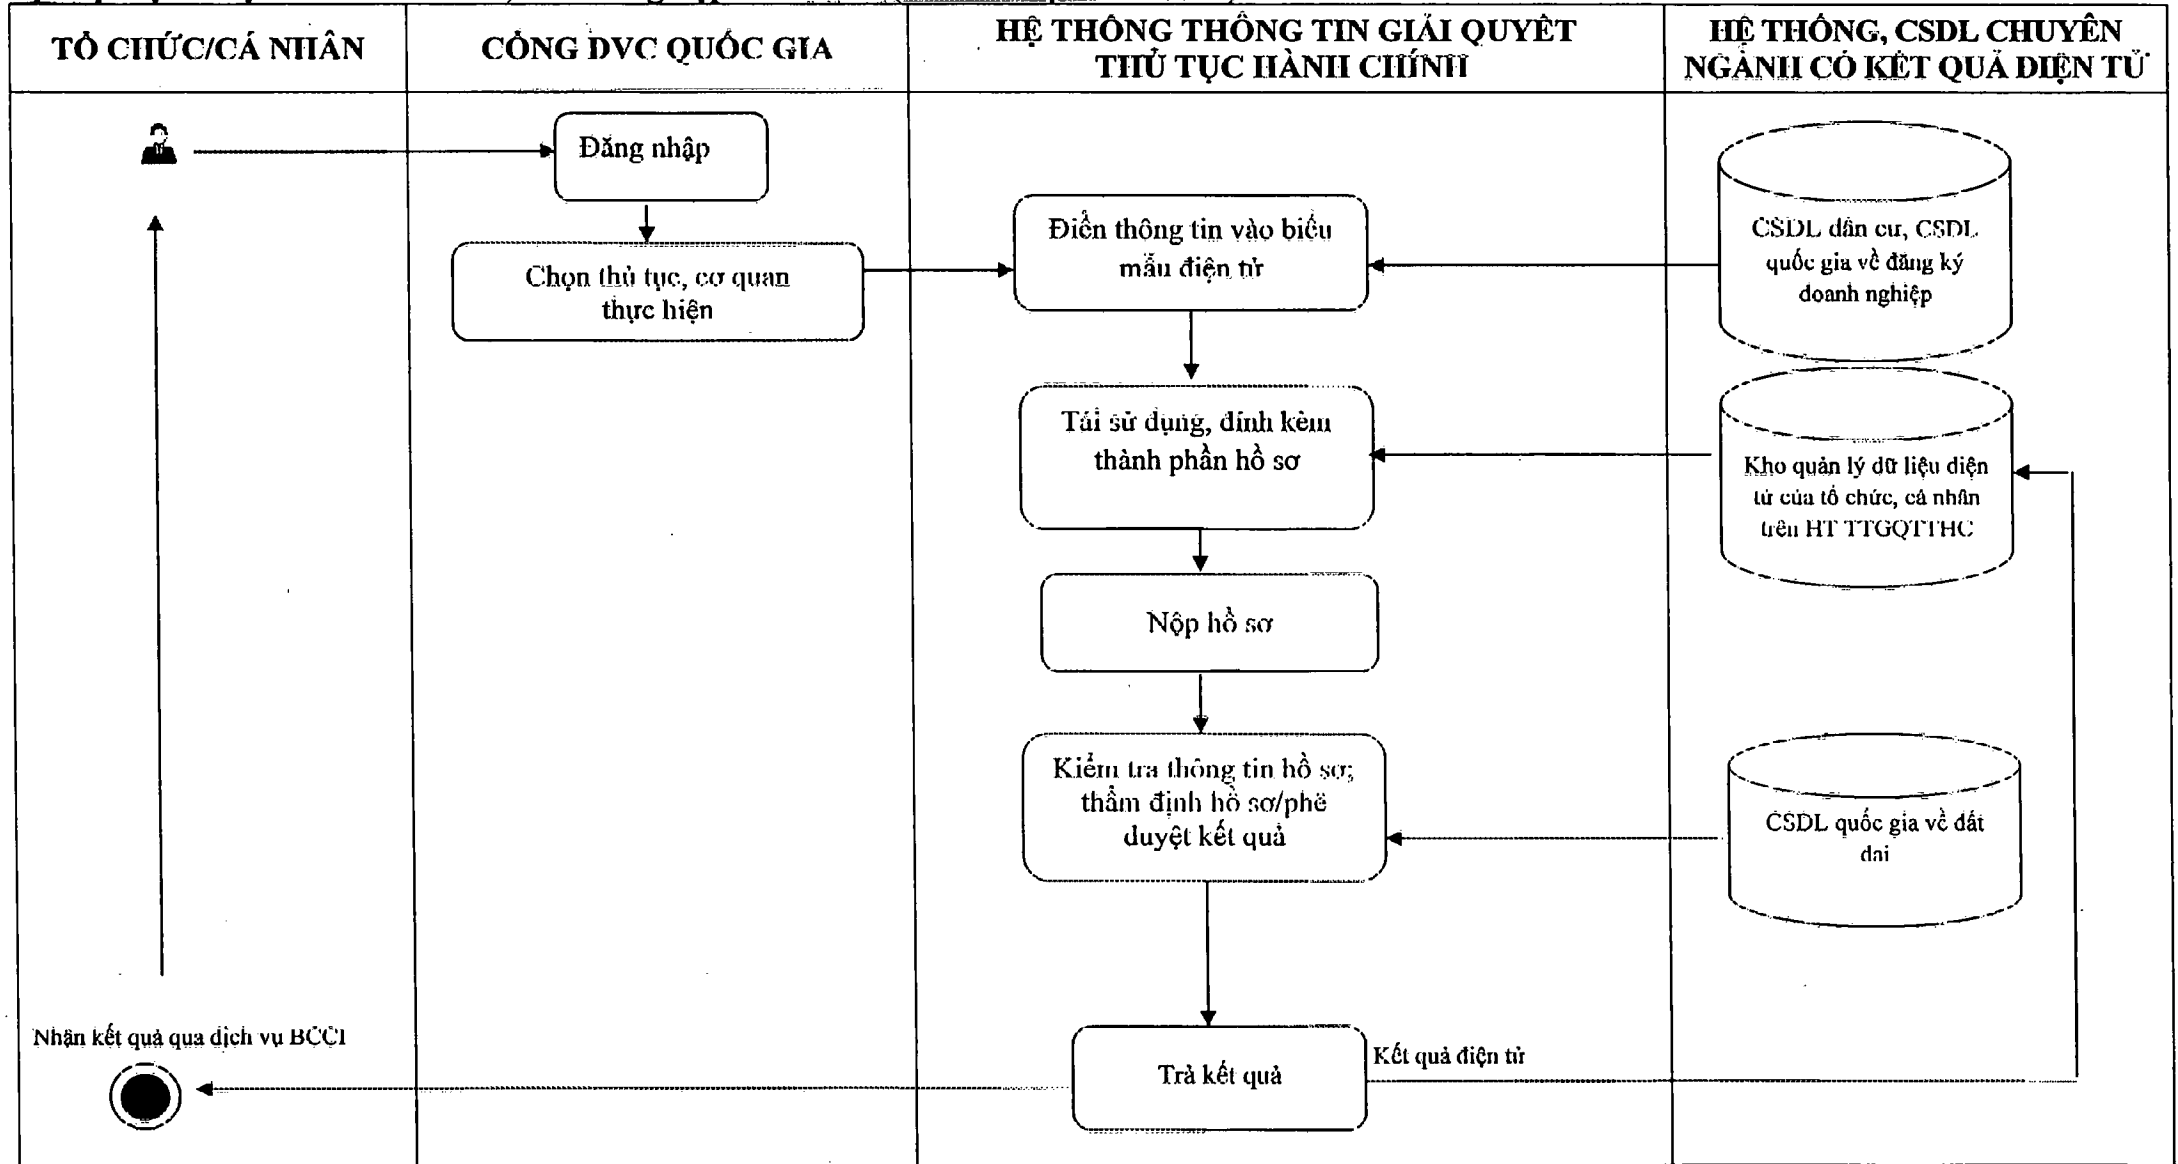 TỔ CHỨC/CÁ NHÂN
CỔNG DVC QUỐC GIA
HỆ THỐNG THÔNG TIN GIẢI QUYẾT
THỦ TỤC HÀNH CHÍNH
HỆ THỐNG, CSDL CHUYÊN
NGÀNH CÓ KẾT QUẢ ĐIỆN TỬ
Đăng nhập
Chọn thủ tục, cơ quan
thực hiện
Điền thông tin vào biểu
mẫu điện tử
CSDL dân cư, CSDL
quốc gia về đăng ký
doanh nghiệp
Tái sử dụng, đính kèm
thành phần hồ sơ
Kho quản lý dữ liệu điện
tử của tổ chức, cá nhân
trên HT TTGQTTHC
Nộp hồ sơ
Kiểm tra thông tin hồ sơ;
thẩm định hồ sơ/phê
duyệt kết quả
CSDL quốc gia về đất
đai
Nhận kết quả qua dịch vụ BCCI
Trả kết quả
Kết quả điện tử